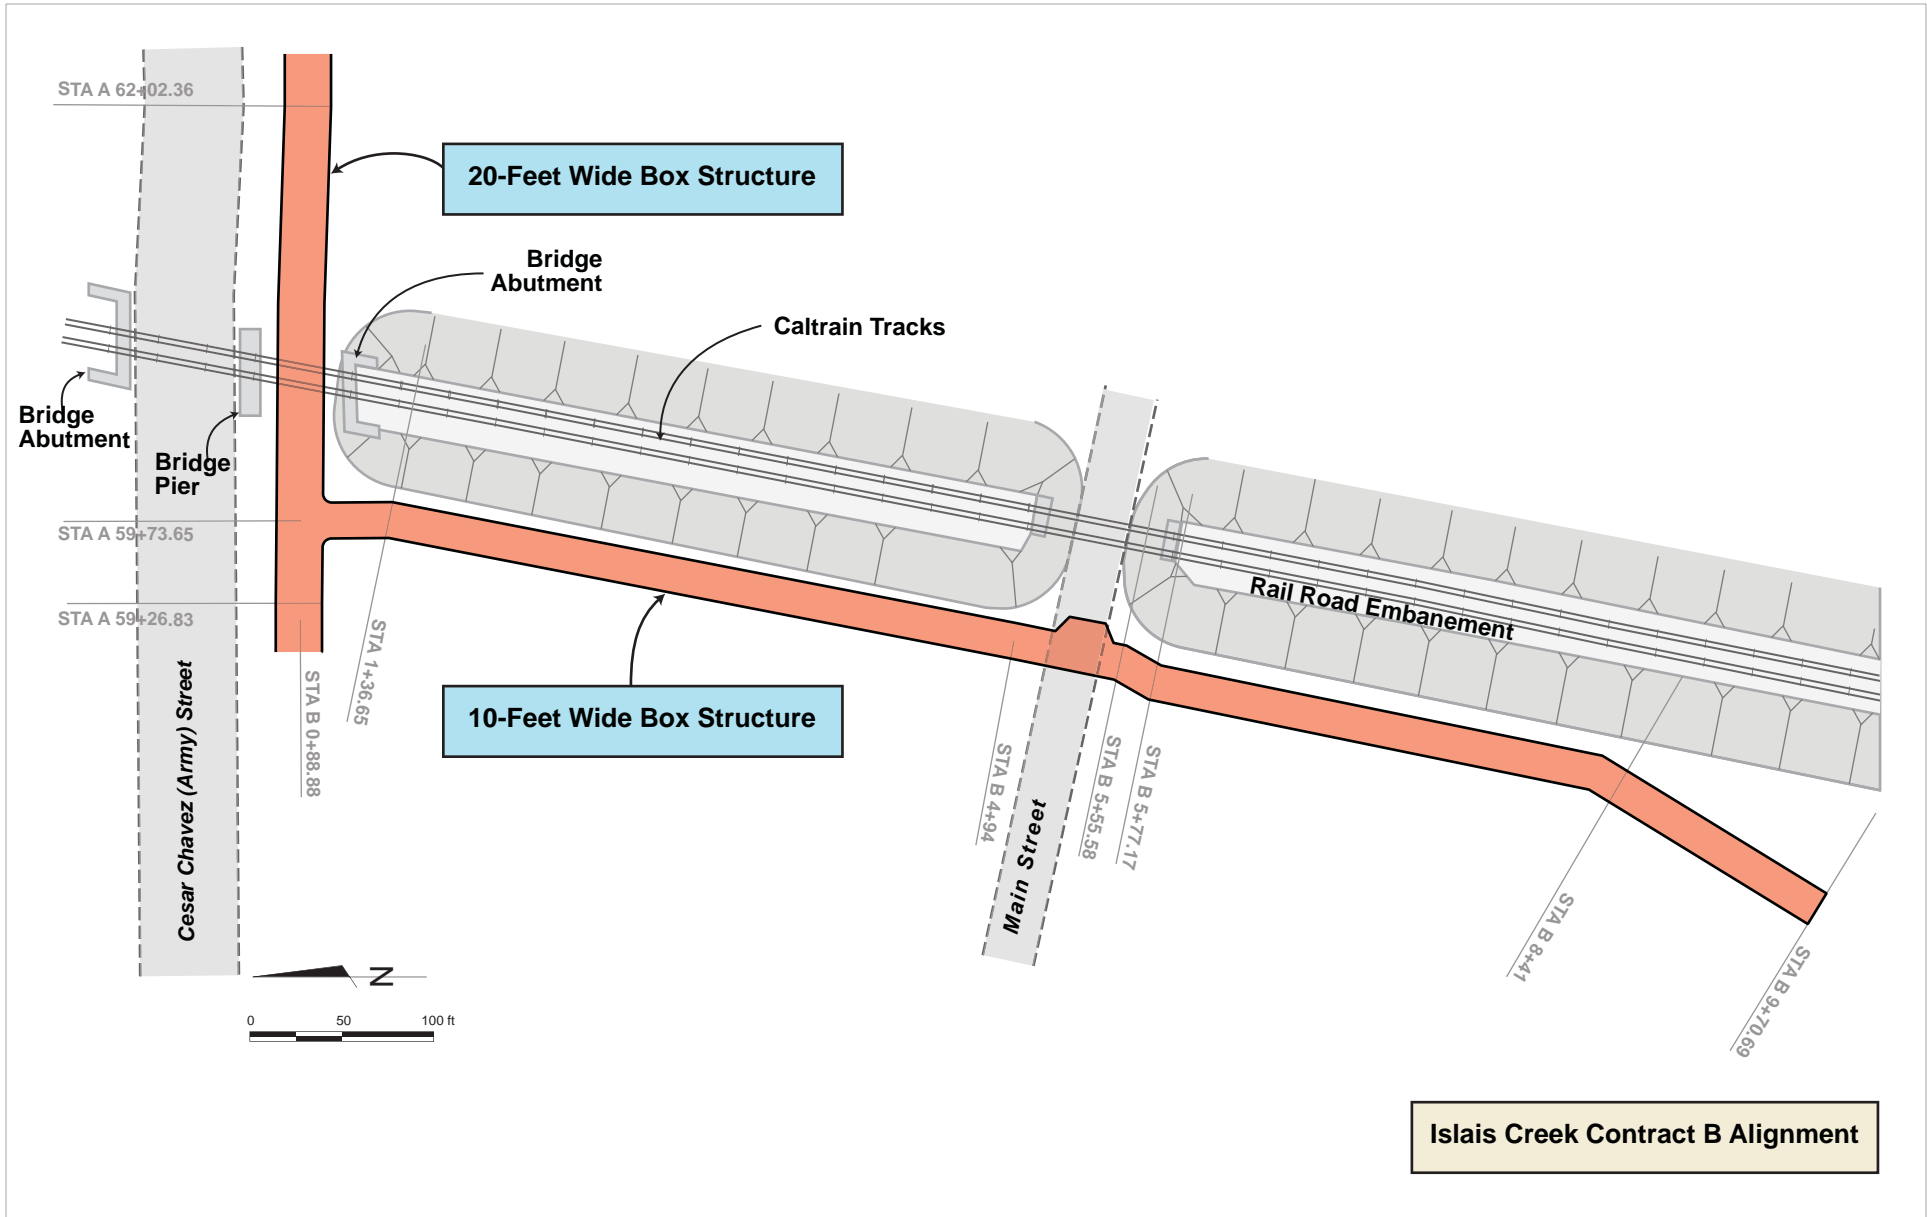 STA A 62+02.36
20-Feet Wide Box Structure
Bridge
Abutment
Caltrain Tracks
Bridge
Abutment
Bridge
Pier
STA A 59+73.65
STA A 59+26.83
Rail Road Embanement
STA 1+36.65
STA B 0+88.88
10-Feet Wide Box Structure
Cesar Chavez (Army) Street
STA B 4+94
Main Street
STA B 5+55.58
STA B 5+77.17
STA B 8+41
STA B 9+70.69
N
0 50 100 ft
Islais Creek Contract B Alignment